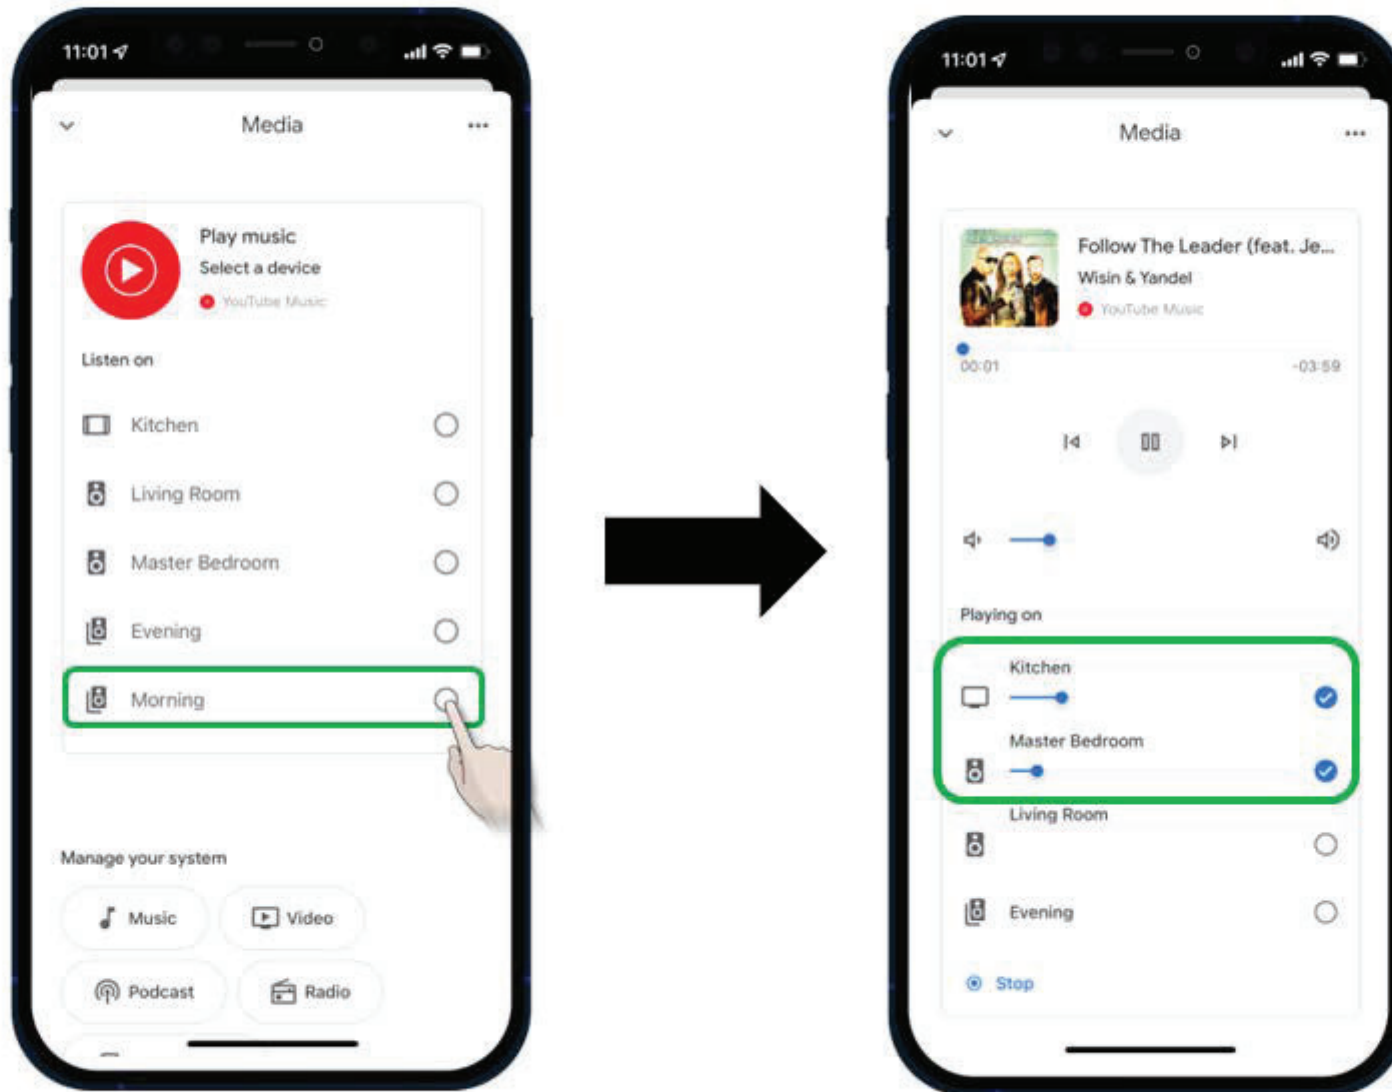 11:01
Media
Play music
Select a device
YouTube Music
Listen on
Kitchen
Living Room
Master Bedroom
Evening
Morning
Manage your system
Music
Video
Podcast
Radio
11:01
Media
Follow The Leader (feat. Je...
Wisin & Yandel
YouTube Music
00:01
-03:59
Playing on
Kitchen
Master Bedroom
Living Room
Evening
Stop